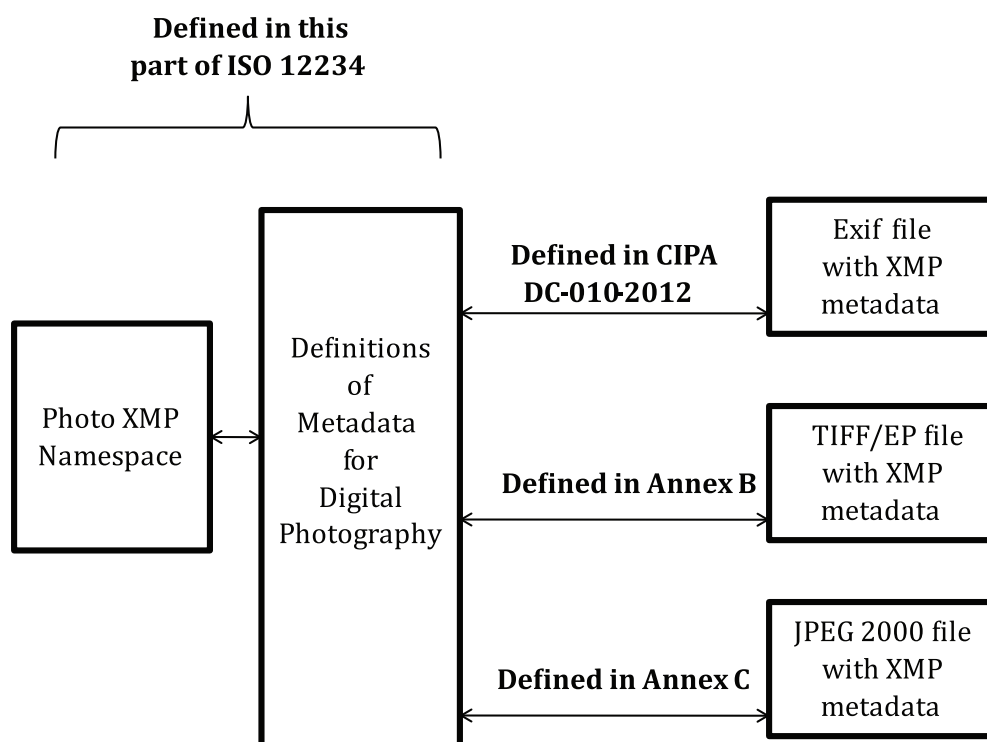 Defined in this
part of ISO 12234
Photo XMP
Namespace
Definitions
of
Metadata
for
Digital
Photography
Defined in CIPA
DC-010-2012
Exif file
with XMP
metadata
Defined in Annex B
TIFF/EP file
with XMP
metadata
Defined in Annex C
JPEG 2000 file
with XMP
metadata